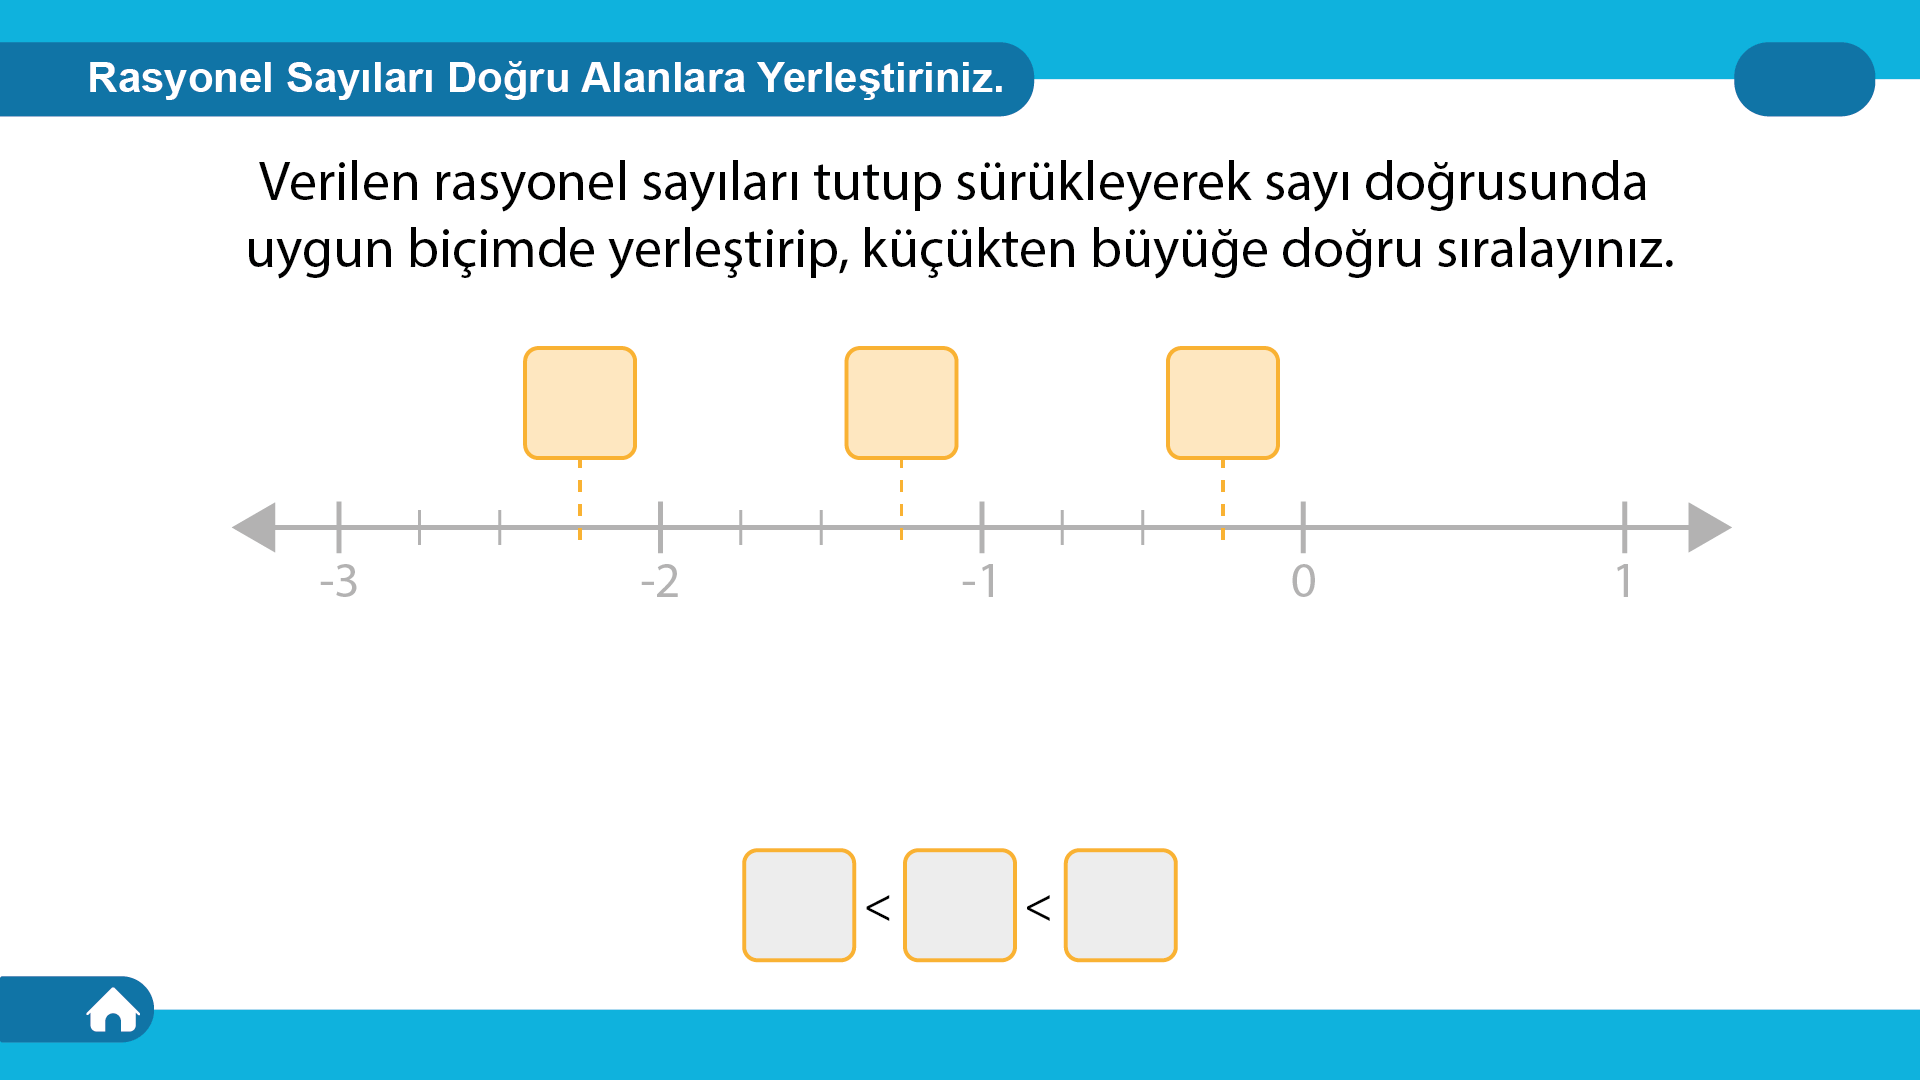 Rasyonel Sayıları Doğru Alanlara Yerleştiriniz.
Verilen rasyonel sayıları tutup sürükleyerek sayı doğrusunda
uygun biçimde yerleştirip, küçükten büyüğe doğru sıralayınız.
-3 -2 -1 0 1
< <